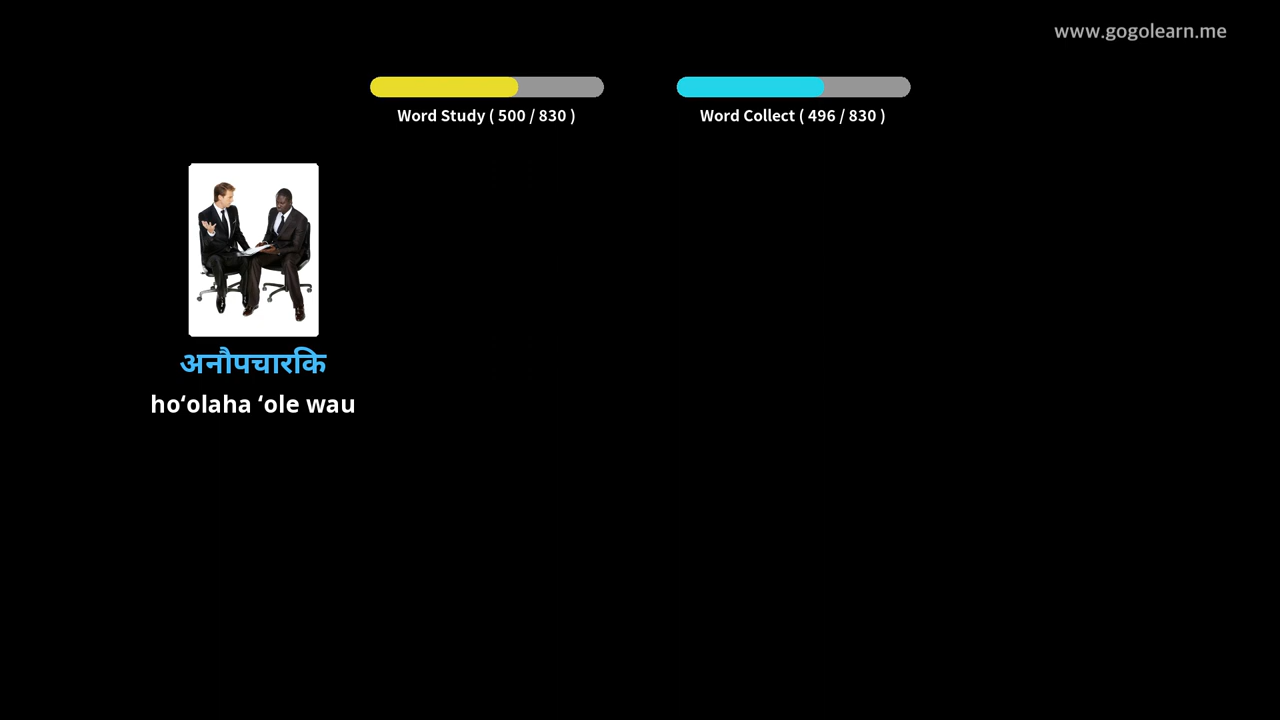 www.gogolearn.me
Word Study ( 500 / 830 )
Word Collect ( 496 / 830 )
अनौपचारिक
hoʻolaha ʻole wau